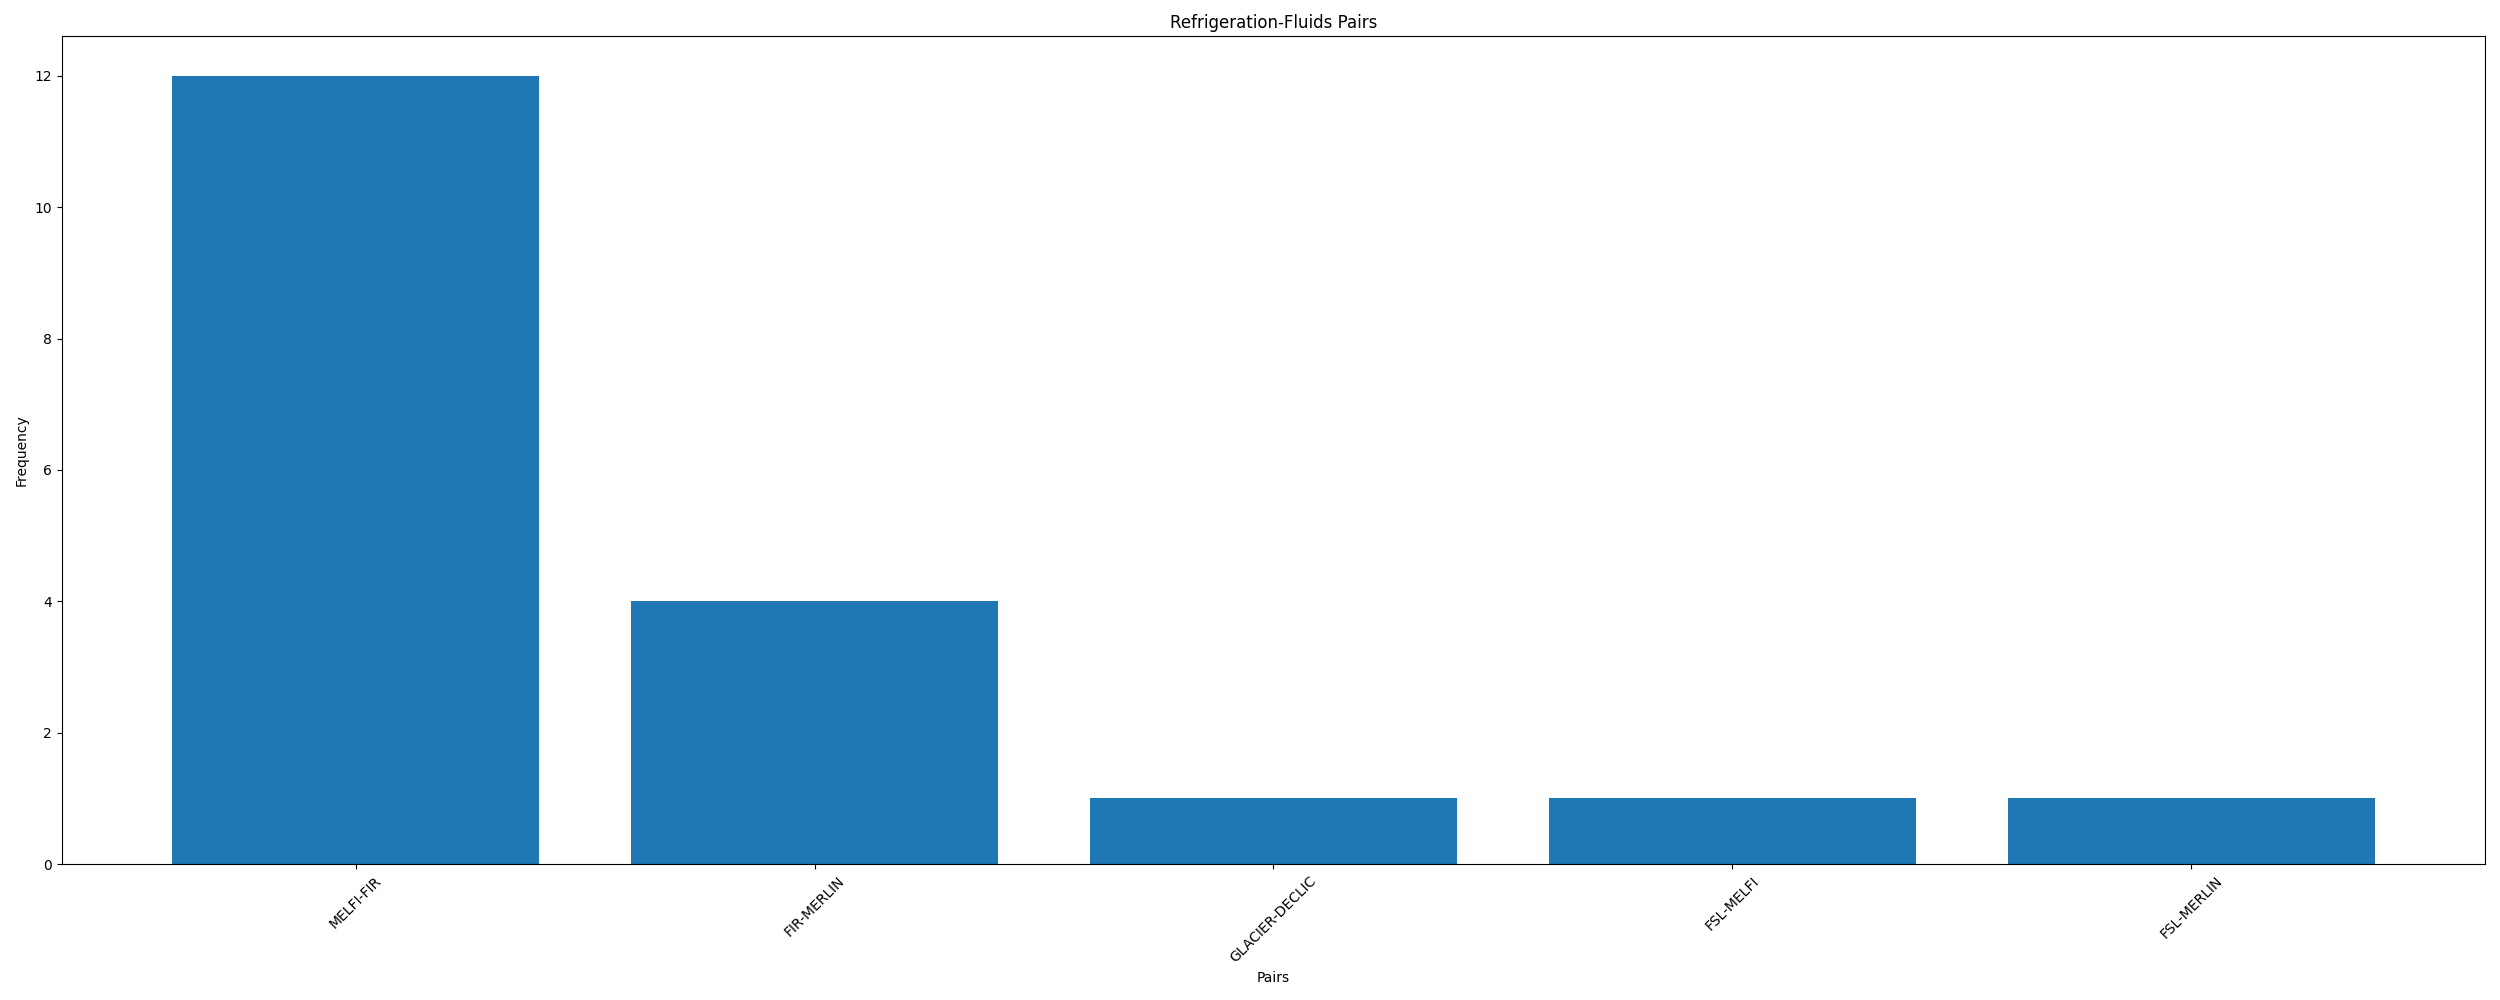 Refrigeration-Fluids Pairs
Frequency
12
10
8
6
4
2
0
MELFI-FIR
FIR-MERLIN
GLACIER-DECLIC
FSL-MELFI
FSL-MERLIN
Pairs